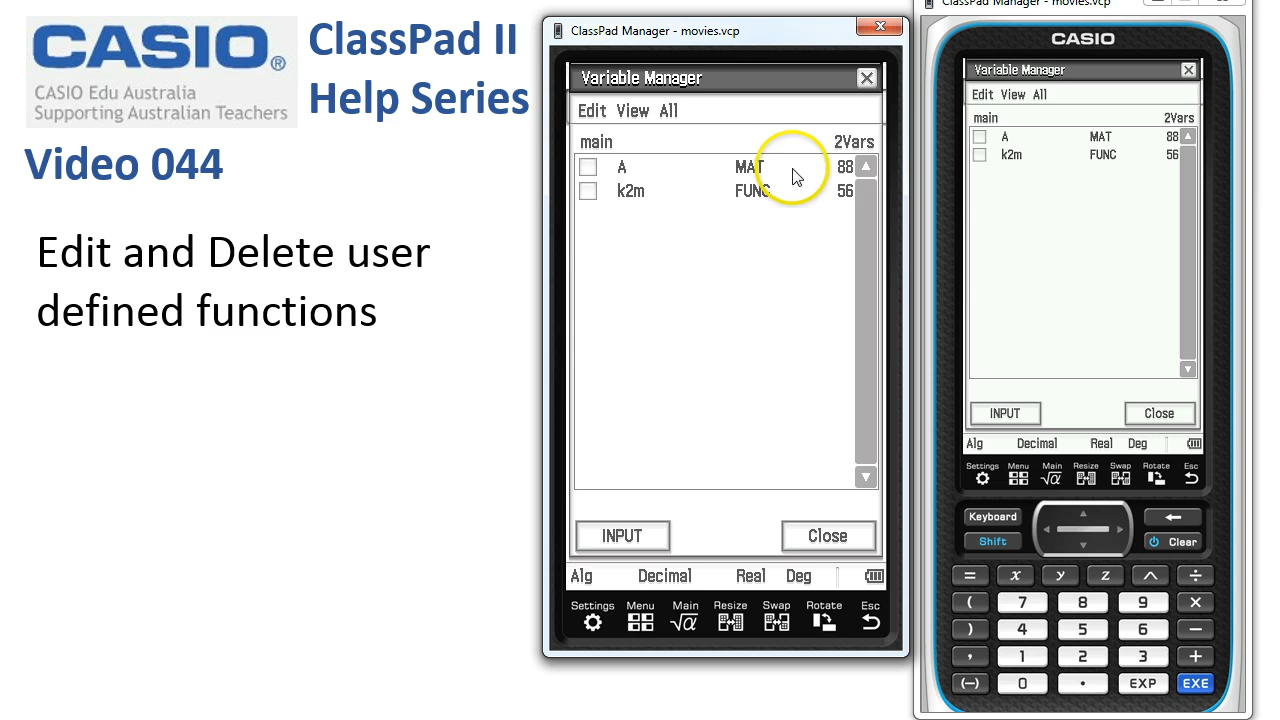 CASIO®
CASIO Edu Australia
Supporting Australian Teachers
ClassPad II
Help Series
Video 044
Edit and Delete user
defined functions
ClassPad Manager - movies.vcp
Variable Manager
Edit View All
main 2Vars
A MAT 88
k2m FUNC 56
INPUT Close
Alg Decimal Real Deg
Settings Menu Main Resize Swap Rotate Esc
ClassPad Manager - movies.vcp
CASIO
Variable Manager
Edit View All
main 2Vars
A MAT 88
k2m FUNC 56
INPUT Close
Alg Decimal Real Deg
Settings Menu Main Resize Swap Rotate Esc
Keyboard
Shift Clear
= x y z ^ ÷
( 7 8 9 ×
) 4 5 6 −
, 1 2 3 +
(−) 0 • EXP EXE